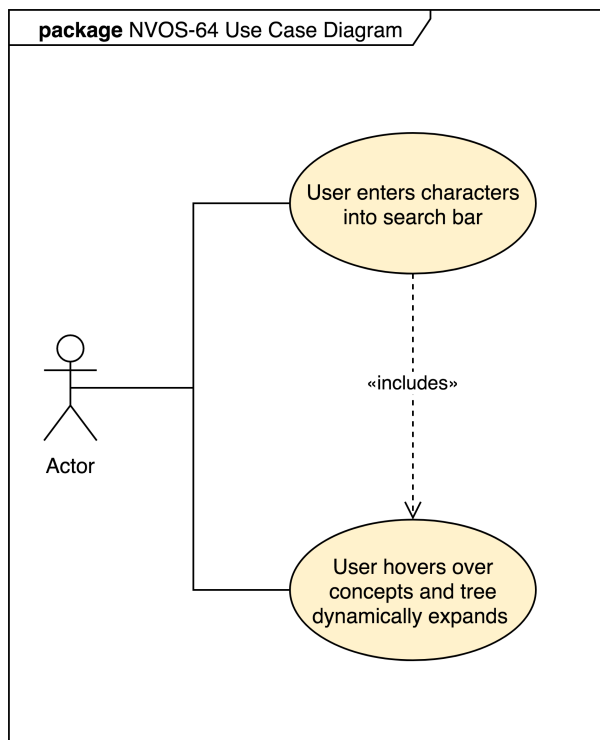 package NVOS-64 Use Case Diagram
User enters characters
into search bar
«includes»
Actor
User hovers over
concepts and tree
dynamically expands